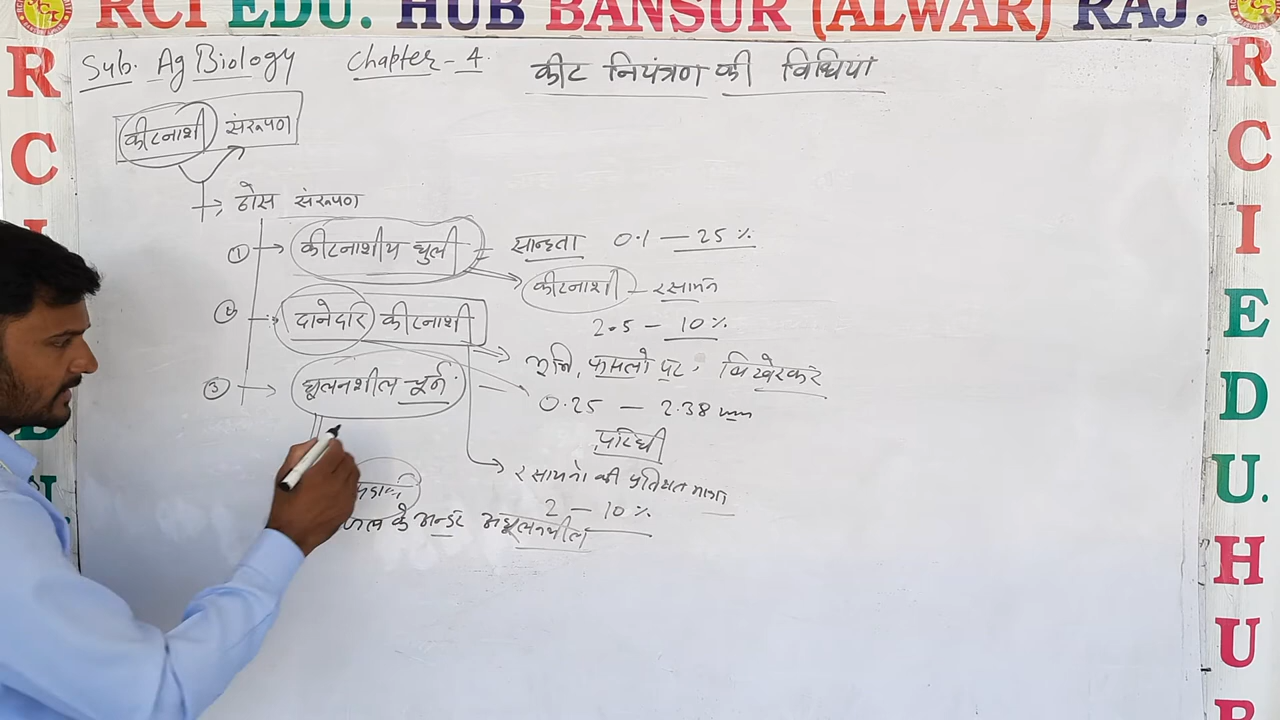 RCI EDU. HUB BANSUR (ALWAR) RAJ.
Sub. Ag Biology Chapter - 4. कीट नियंत्रण की विधियां
कीटनाशी संरूपण
→ ठोस संरूपण
① → कीटनाशीय धुली - सान्द्रता 0.1 — 25 %
→ कीटनाशी - रसायन
2.5 — 10 %
② → दानेदार कीटनाशी
→ भूमि, फसलो पर, बिखेरकर
③ → घूलनशील चूर्ण
0.25 — 2.38 mm
परिधी
→ रसायनो की प्रतिशत मात्रा
2 — 10 %
जल के अन्दर अघूलनशील
R
C
I
D
R
C
I
E
D
U.
H
U